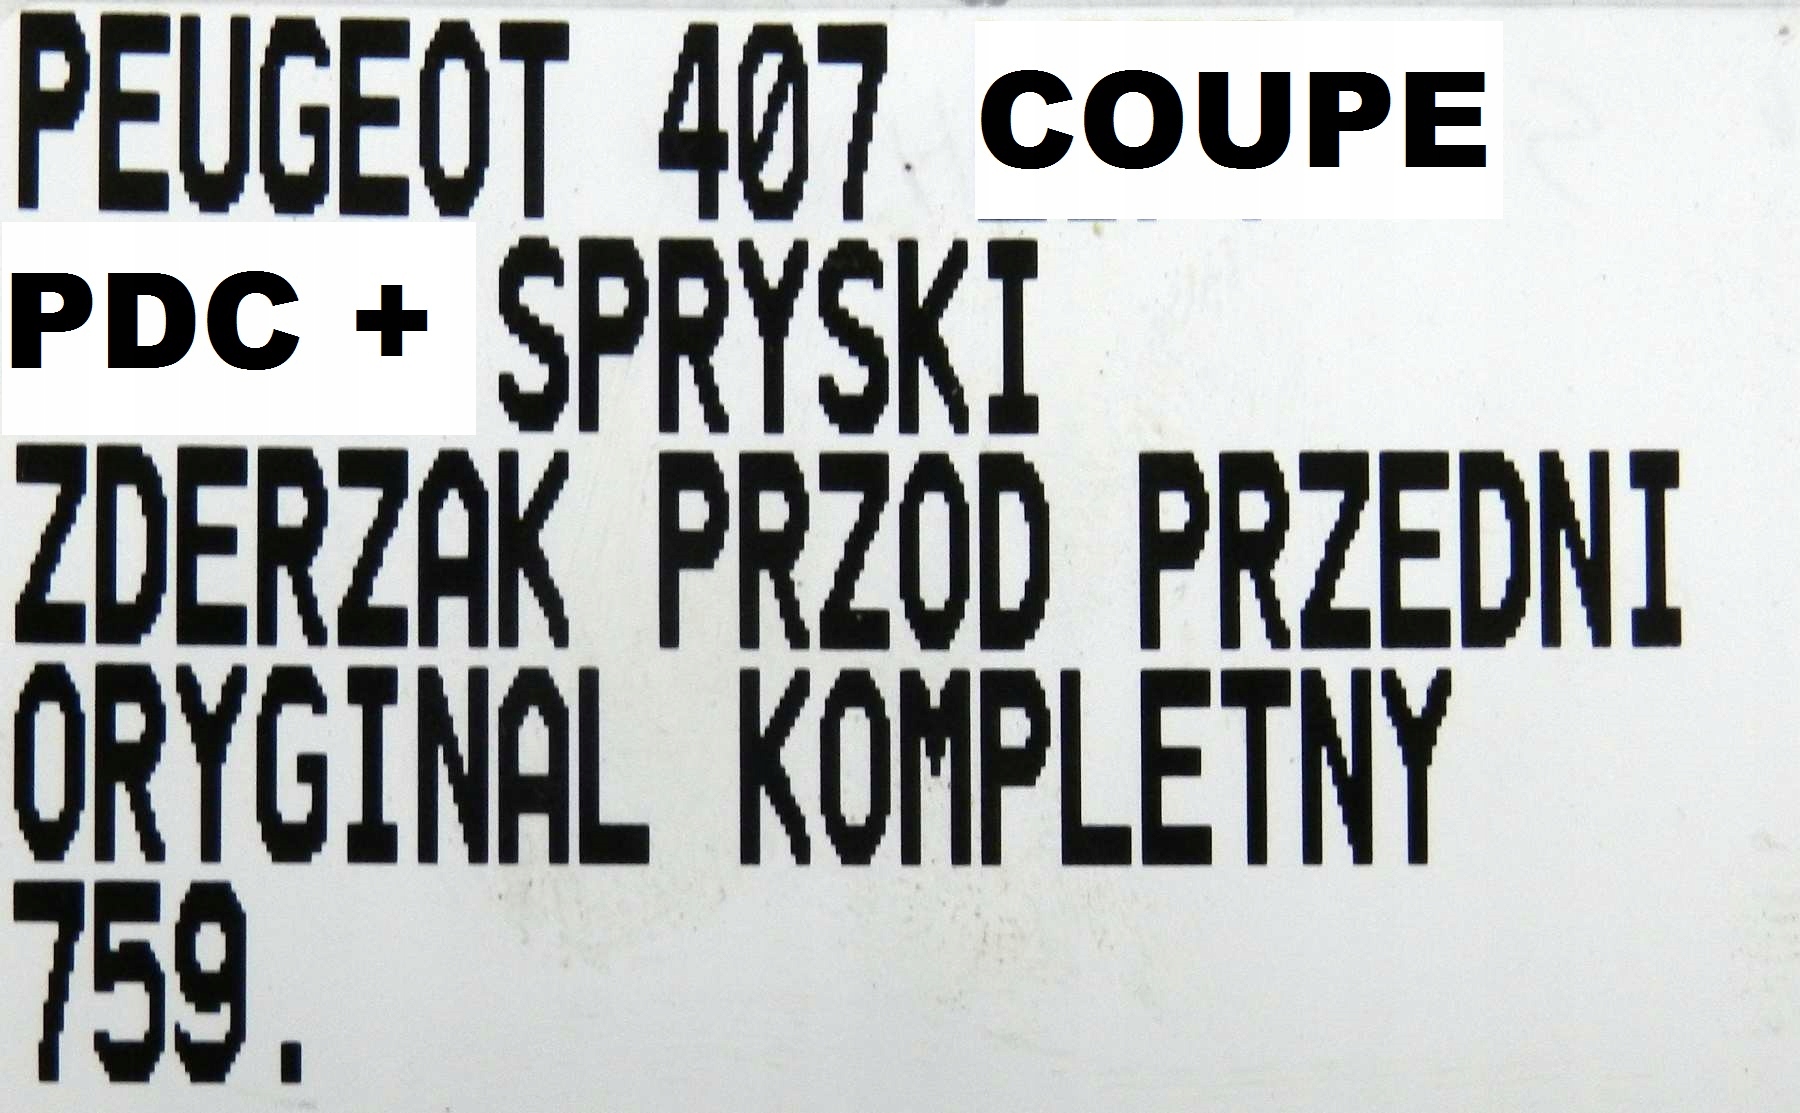 PEUGEOT 407 COUPE
PDC + SPRYSKI
ZDERZAK PRZOD PRZEDNI
ORYGINAL KOMPLETNY
759.